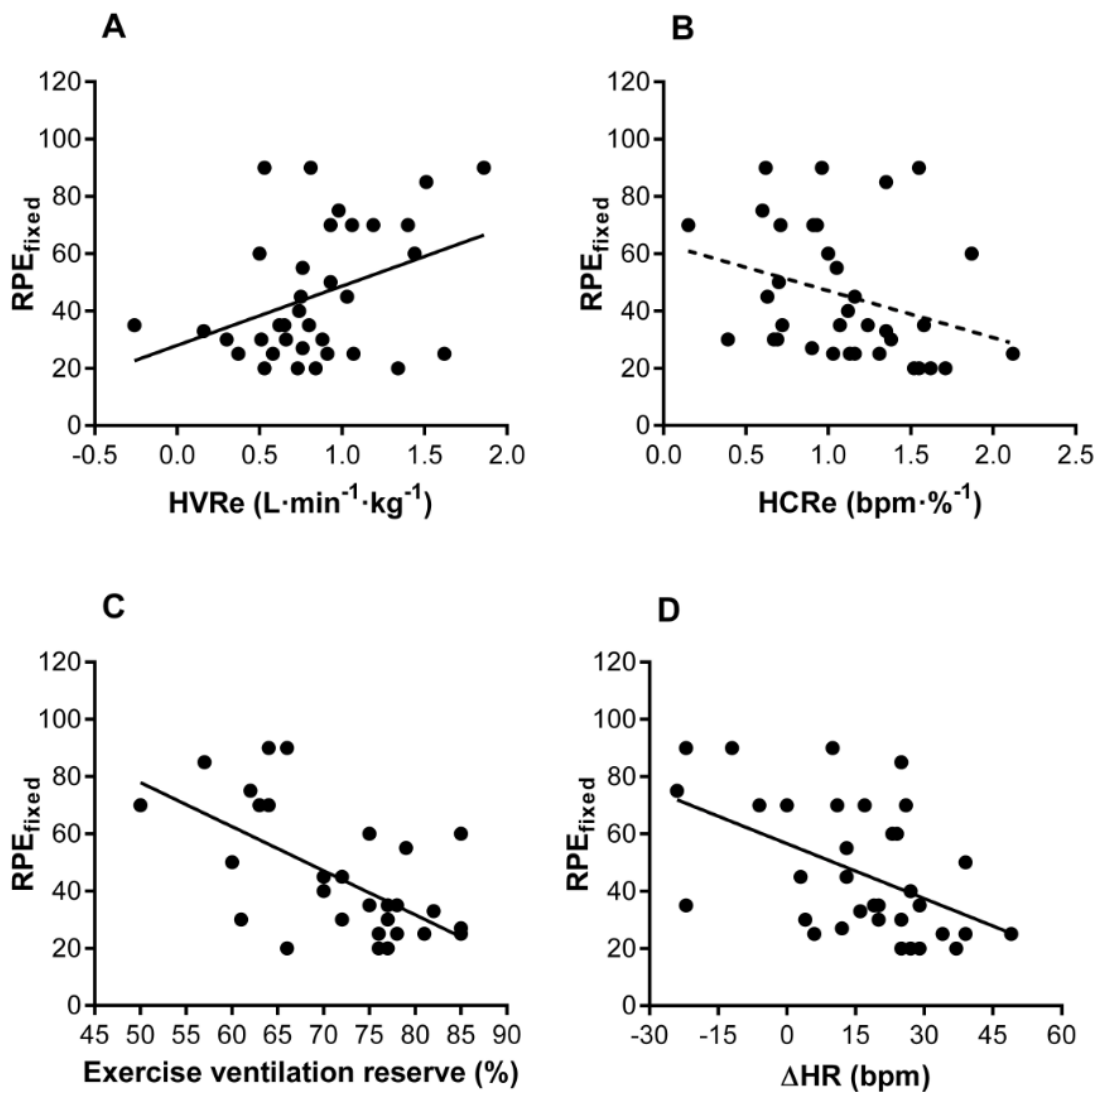 A
120
100
80
60
40
20
0
RPEfixed
-0.5 0.0 0.5 1.0 1.5 2.0
HVRe (L·min⁻¹·kg⁻¹)
B
120
100
80
60
40
20
0
RPEfixed
0.0 0.5 1.0 1.5 2.0 2.5
HCRe (bpm·%⁻¹)
C
120
100
80
60
40
20
0
RPEfixed
45 50 55 60 65 70 75 80 85 90
Exercise ventilation reserve (%)
D
120
100
80
60
40
20
0
RPEfixed
-30 -15 0 15 30 45 60
ΔHR (bpm)